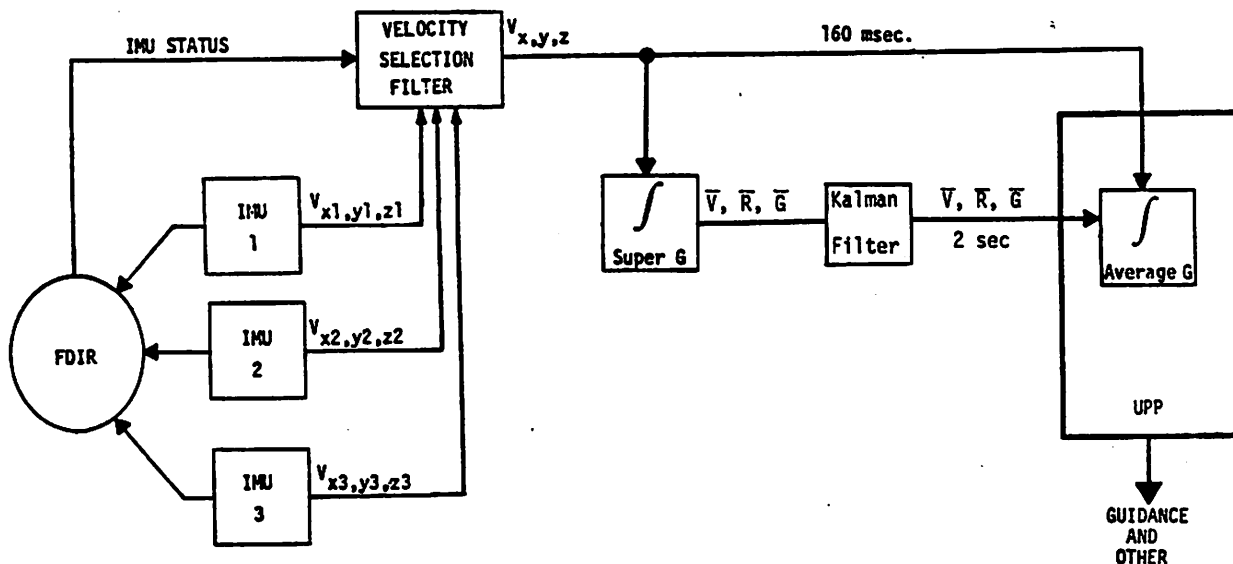 IMU STATUS
VELOCITY
SELECTION
FILTER
Vx,y,z
160 msec.
IMU
1
Vx1,y1,z1
IMU
2
Vx2,y2,z2
IMU
3
Vx3,y3,z3
FDIR
∫
Super G
V̅, R̅, G̅
Kalman
Filter
V̅, R̅, G̅
2 sec
∫
Average G
UPP
GUIDANCE
AND
OTHER